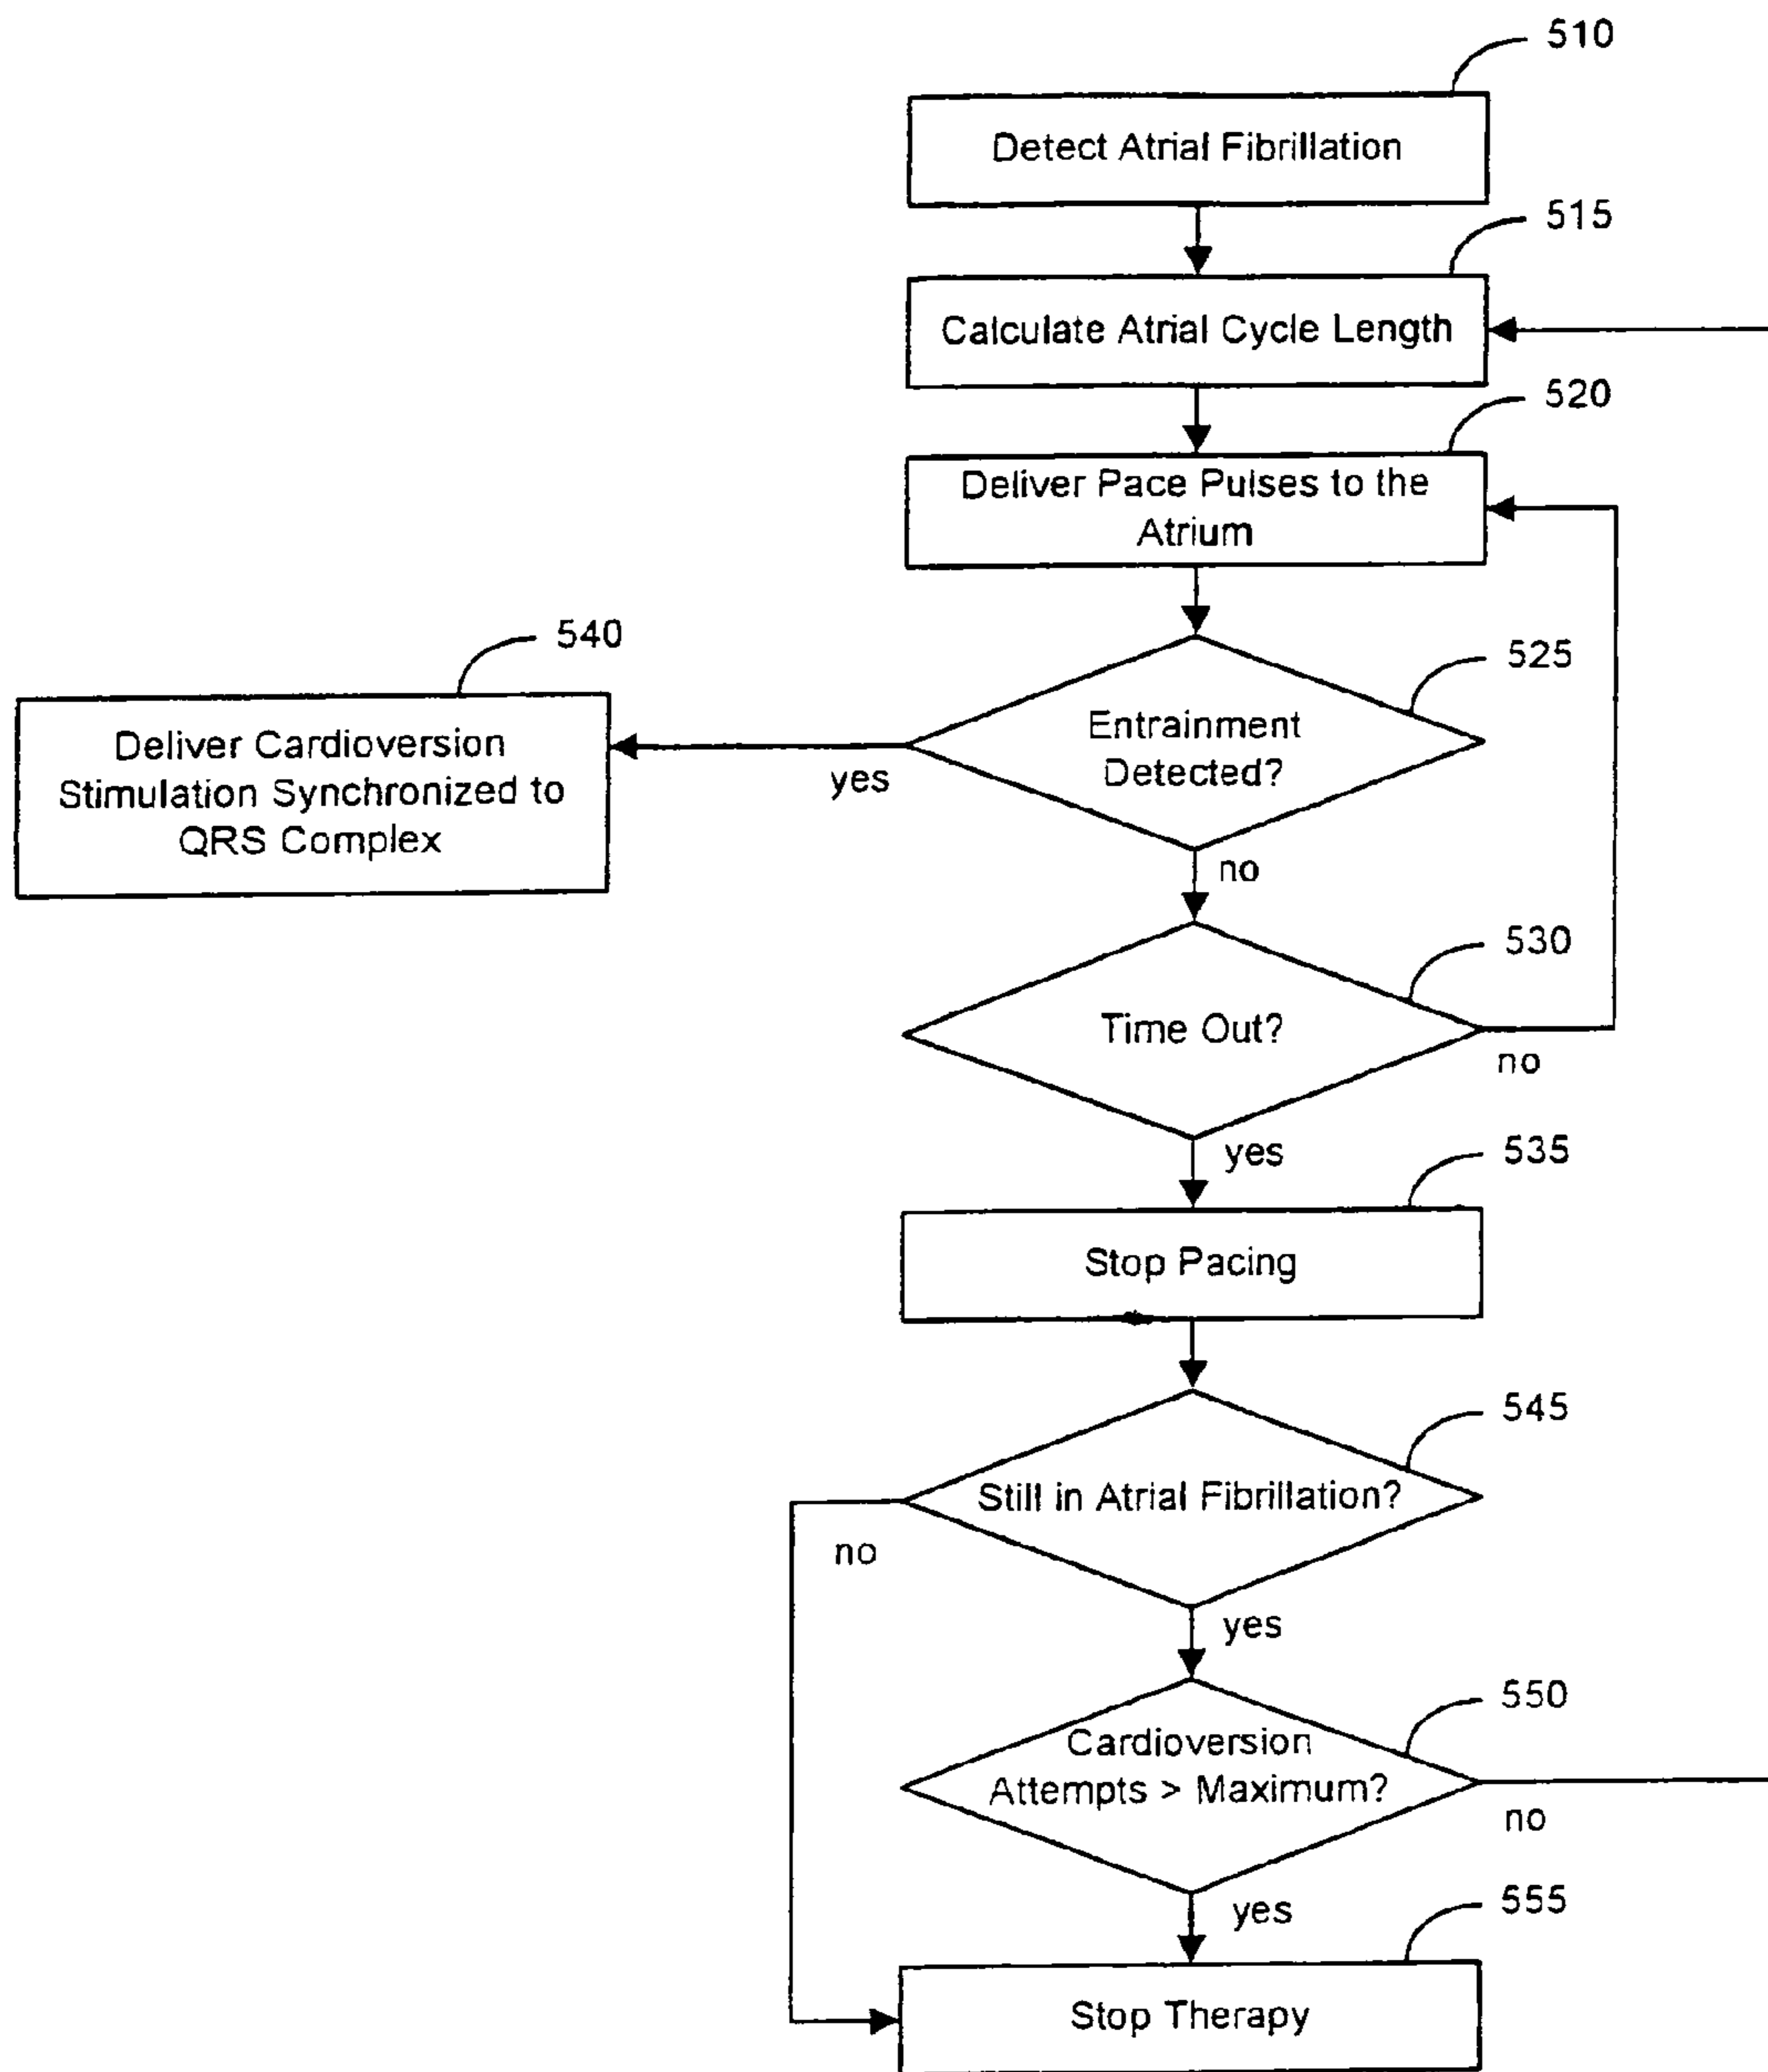 510
Detect Atrial Fibrillation
515
Calculate Atrial Cycle Length
520
Deliver Pace Pulses to the
Atrium
525
Entrainment
Detected?
yes
540
Deliver Cardioversion
Stimulation Synchronized to
QRS Complex
no
530
Time Out?
no
yes
535
Stop Pacing
545
Still in Atrial Fibrillation?
no
yes
550
Cardioversion
Attempts > Maximum?
no
yes
555
Stop Therapy